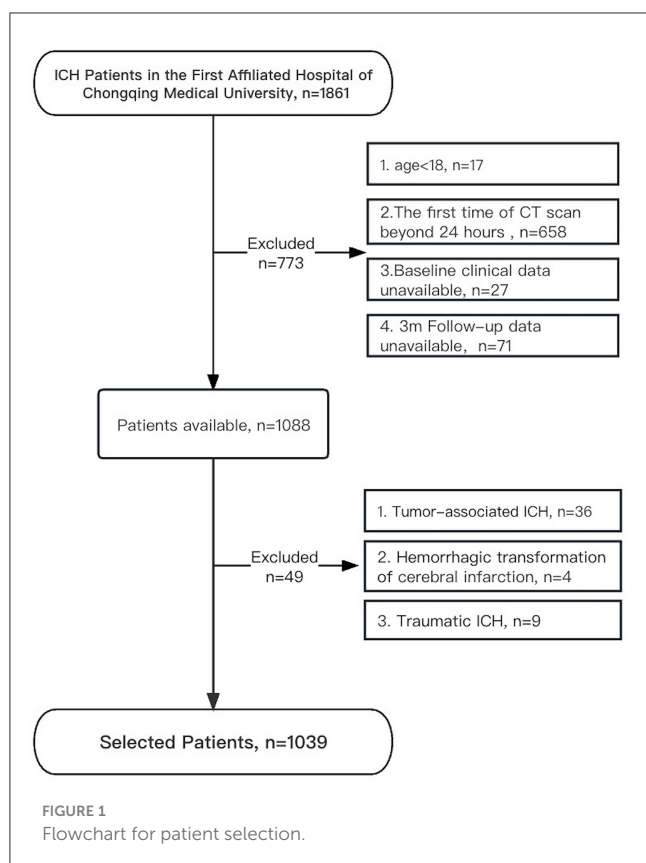 ICH Patients in the First Affiliated Hospital of
Chongqing Medical University, n=1861
1. age<18, n=17
2.The first time of CT scan
beyond 24 hours , n=658
Excluded
n=773
3.Baseline clinical data
unavailable, n=27
4. 3m Follow-up data
unavailable, n=71
Patients available, n=1088
1. Tumor-associated ICH, n=36
Excluded
n=49
2. Hemorrhagic transformation
of cerebral infarction, n=4
3. Traumatic ICH, n=9
Selected Patients, n=1039
FIGURE 1
Flowchart for patient selection.